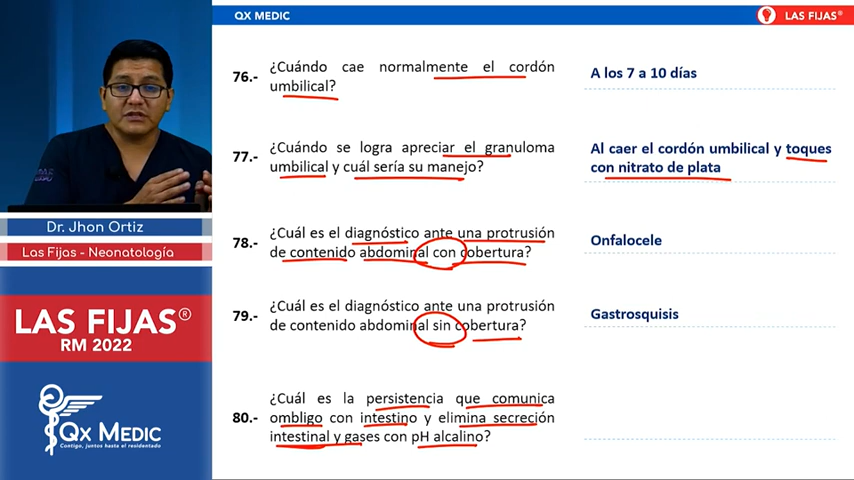 QX MEDIC
LAS FIJAS®
76.-
¿Cuándo cae normalmente el cordón
umbilical?
A los 7 a 10 días
77.-
¿Cuándo se logra apreciar el granuloma
umbilical y cuál sería su manejo?
Al caer el cordón umbilical y toques
con nitrato de plata
78.-
¿Cuál es el diagnóstico ante una protrusión
de contenido abdominal con cobertura?
Onfalocele
79.-
¿Cuál es el diagnóstico ante una protrusión
de contenido abdominal sin cobertura?
Gastrosquisis
80.-
¿Cuál es la persistencia que comunica
ombligo con intestino y elimina secreción
intestinal y gases con pH alcalino?
Dr. Jhon Ortiz
Las Fijas - Neonatología
LAS FIJAS®
RM 2022
QX MEDIC
Contigo, juntos hasta el residentado